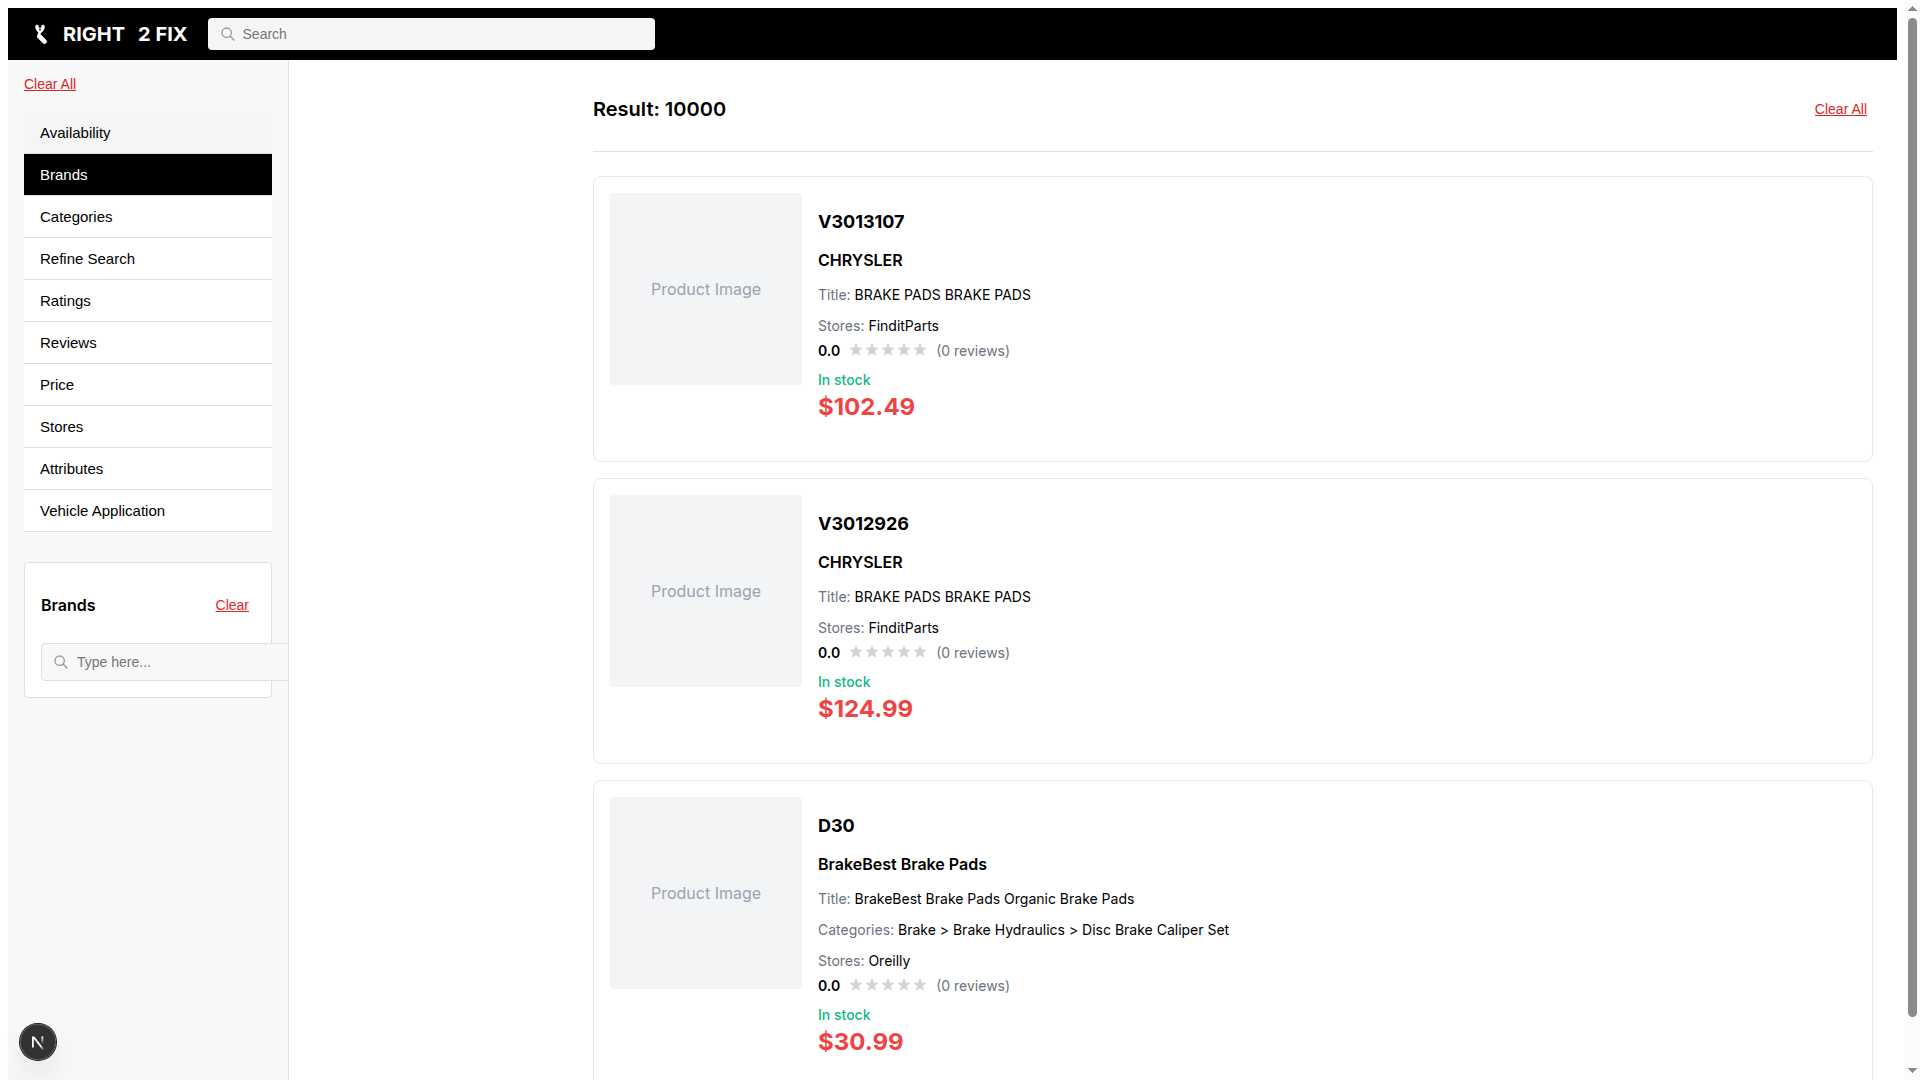 RIGHT 2 FIX
Search
Clear All
Availability
Brands
Categories
Refine Search
Ratings
Reviews
Price
Stores
Attributes
Vehicle Application
Brands
Clear
Type here...
Result: 10000
Clear All
Product Image
V3013107
CHRYSLER
Title: BRAKE PADS BRAKE PADS
Stores: FinditParts
0.0 ★★★★★ (0 reviews)
In stock
$102.49
Product Image
V3012926
CHRYSLER
Title: BRAKE PADS BRAKE PADS
Stores: FinditParts
0.0 ★★★★★ (0 reviews)
In stock
$124.99
Product Image
D30
BrakeBest Brake Pads
Title: BrakeBest Brake Pads Organic Brake Pads
Categories: Brake > Brake Hydraulics > Disc Brake Caliper Set
Stores: Oreilly
0.0 ★★★★★ (0 reviews)
In stock
$30.99
N